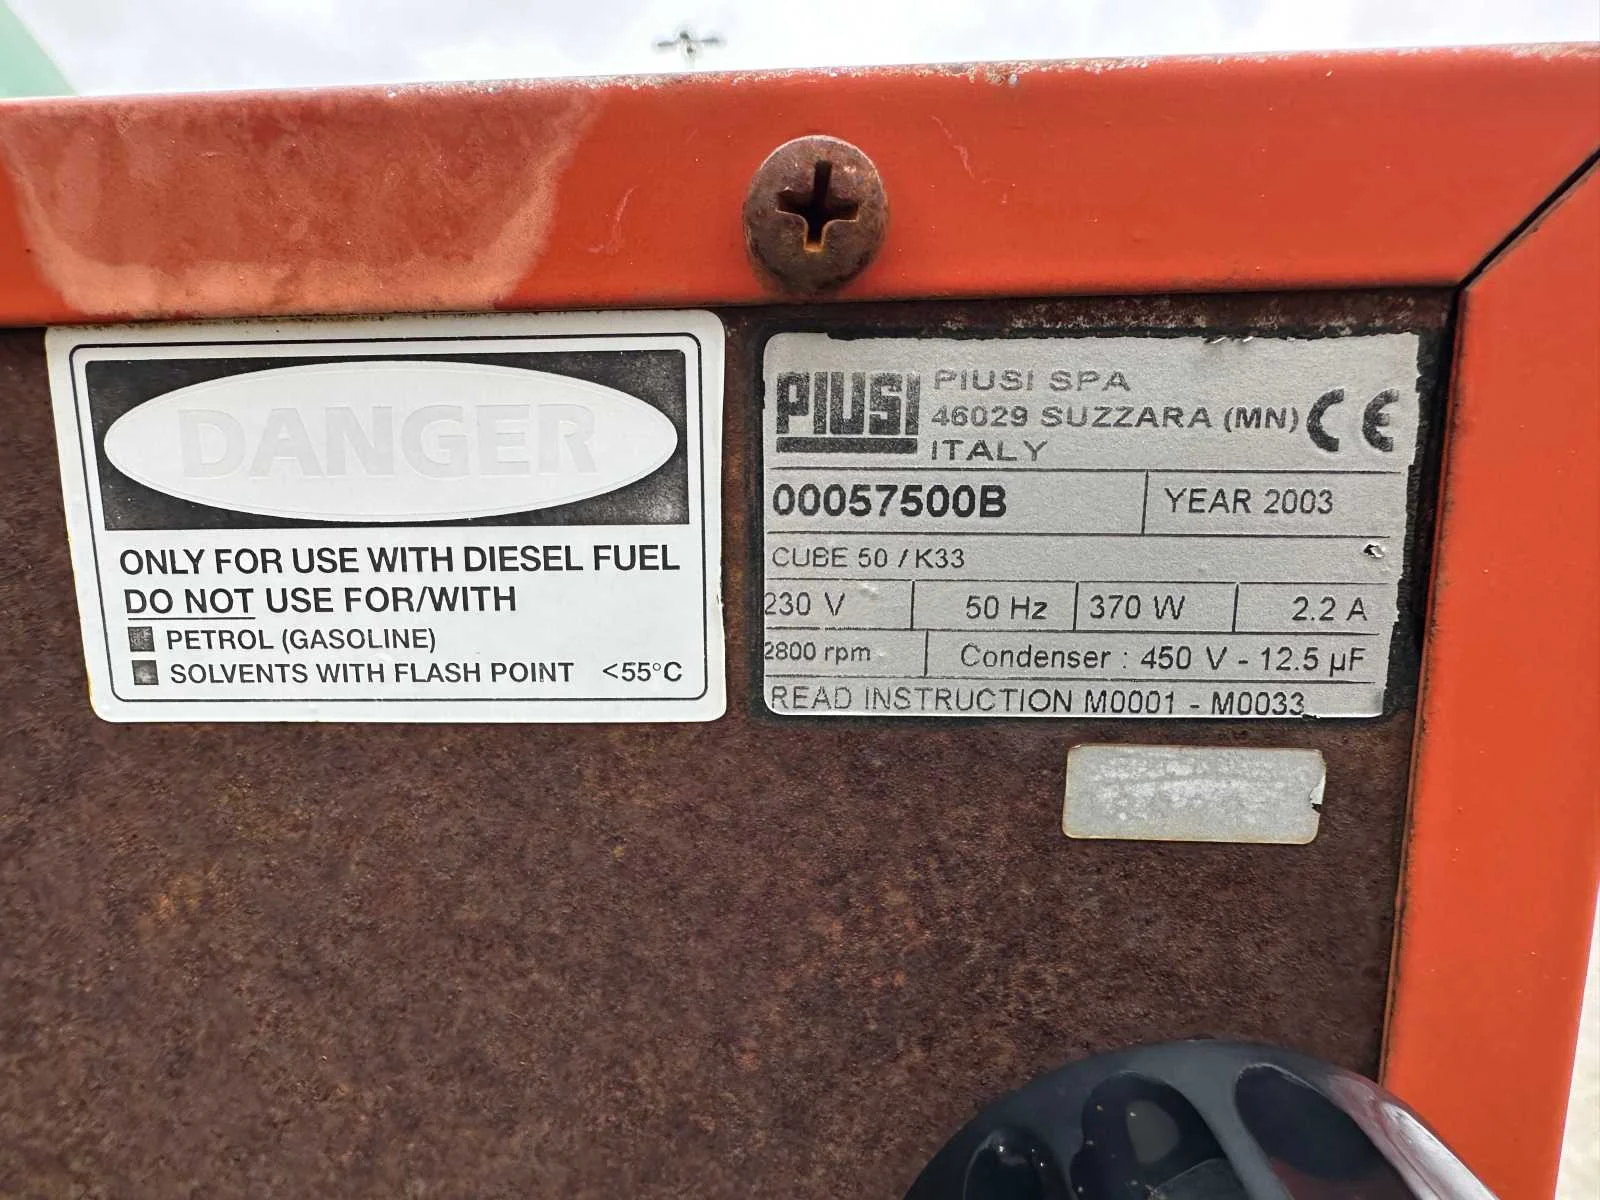 DANGER
ONLY FOR USE WITH DIESEL FUEL
DO NOT USE FOR/WITH
PETROL (GASOLINE)
SOLVENTS WITH FLASH POINT <55°C
PIUSI
PIUSI SPA
46029 SUZZARA (MN)
ITALY
CE
00057500B YEAR 2003
CUBE 50 / K33
230 V 50 Hz 370 W 2.2 A
2800 rpm Condenser : 450 V - 12.5 µF
READ INSTRUCTION M0001 - M0033